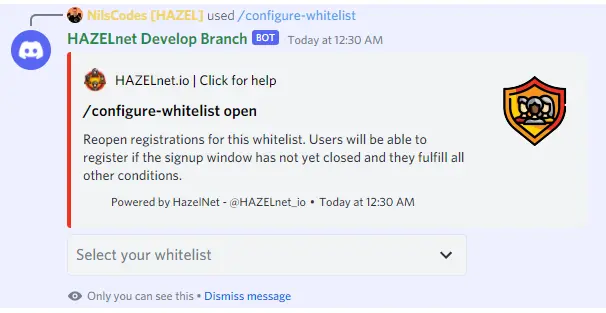 NilsCodes [HAZEL] used /configure-whitelist
HAZELnet Develop Branch BOT Today at 12:30 AM
HAZELnet.io | Click for help
/configure-whitelist open
Reopen registrations for this whitelist. Users will be able to
register if the signup window has not yet closed and they fulfill all
other conditions.
Powered by HazelNet - @HAZELnet_io • Today at 12:30 AM
Select your whitelist
Only you can see this • Dismiss message